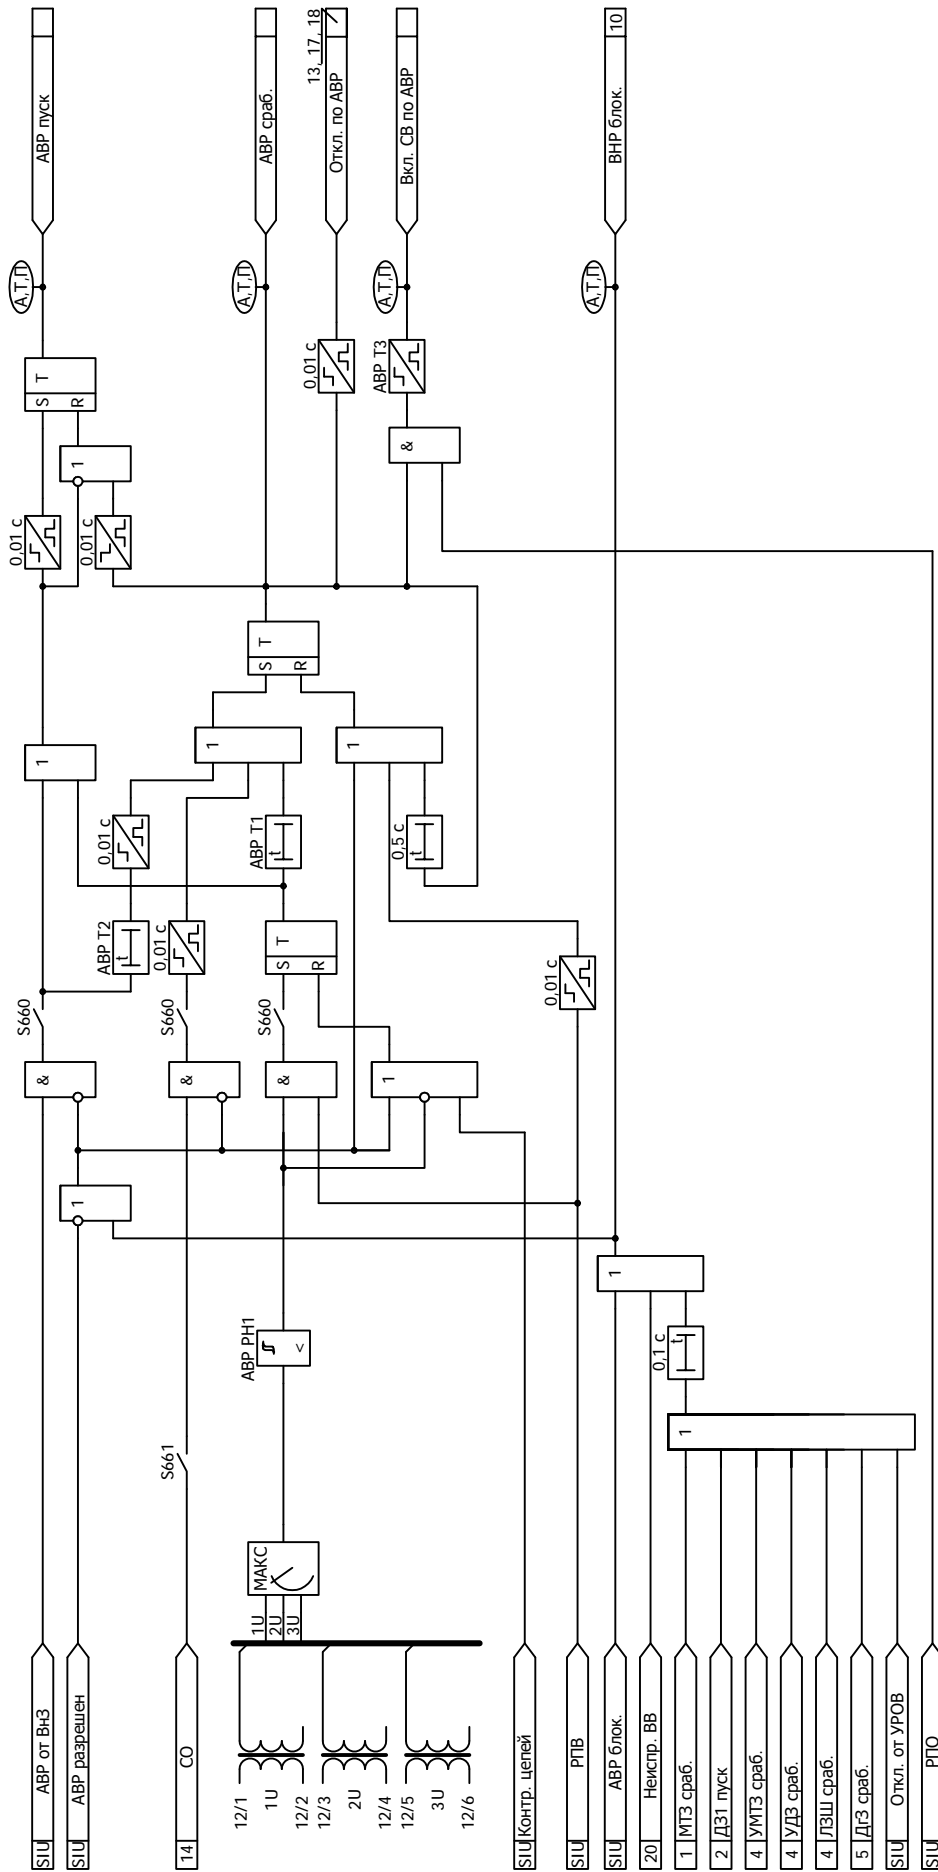 АВР пуск
АВР сраб.
13, 17, 18
Откл. по АВР
Вкл. СВ по АВР
10
ВНР блок.
А,Т,П
А,Т,П
А,Т,П
А,Т,П
S T
R
0,01 с
АВР Т3
1
&
0,01 с
0,01 с
S T
R
1
1
1
0,01 с
АВР Т1
0,5 с
АВР Т2
0,01 с
S T
R
0,01 с
S660
S660
S660
&
&
&
1
1
1
АВР РН1
<
0,1 с
t
t
t
t
S661
1
МАКС
1U
2U
3U
SIU АВР от ВнЗ
SIU АВР разрешен
14 СО
12/1
1U
12/2
12/3
2U
12/4
12/5
3U
12/6
SIU Контр. цепей
SIU РПВ
SIU АВР блок.
20 Неиспр. ВВ
1 МТЗ сраб.
2 ДЗ1 пуск
4 УМТЗ сраб.
4 УДЗ сраб.
4 ЛЗШ сраб.
5 ДгЗ сраб.
SIU Откл. от УРОВ
SIU РПО